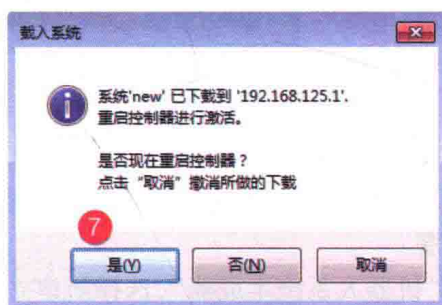 载入系统
系统'new' 已下载到 '192.168.125.1'.
重启控制器进行激活。
是否现在重启控制器？
点击 “取消” 撤消所做的下载
7
是(Y)
否(N)
取消